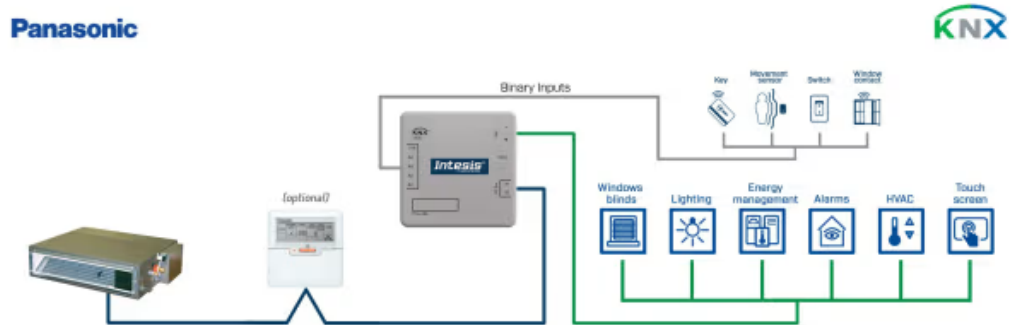 Panasonic
KNX
Binary Inputs
Key
Movement
sensor
Switch
Window
contact
KNX
Intesis
(optional)
Windows
blinds
Lighting
Energy
management
Alarms
HVAC
Touch
screen